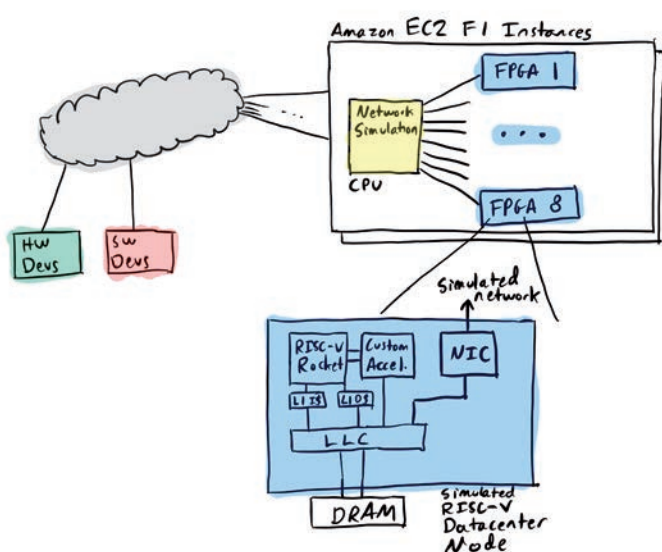 Amazon EC2 F1 Instances
FPGA 1
Network
Simulation
CPU
...
FPGA 8
HW
Devs
SW
Devs
Simulated
network
RISC-V
Rocket
Custom
Accel.
NIC
L1I$
L1D$
LLC
DRAM
Simulated
RISC-V
Datacenter
Node